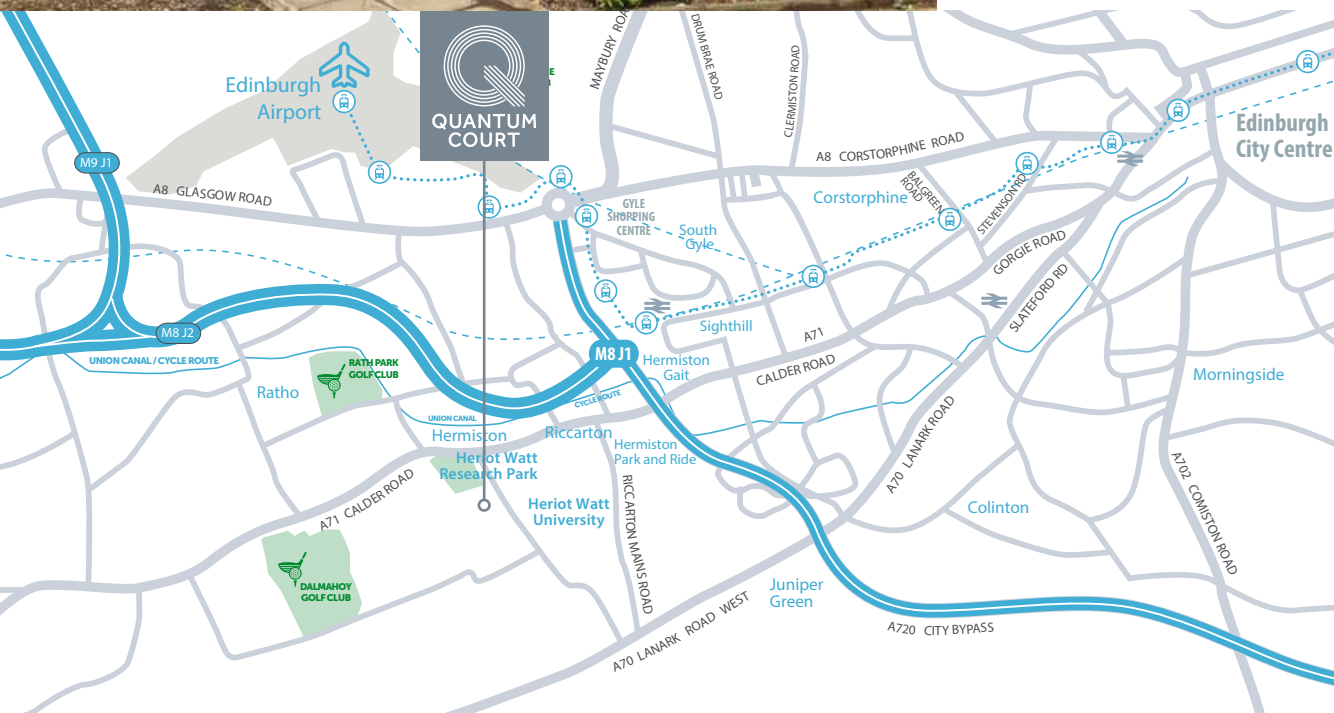 MAYBURY ROA
DRUM BRAE ROAD
CLERMISTON ROAD
QUANTUM
COURT
Edinburgh
Airport
Edinburgh
City Centre
M9 J1
A8 GLASGOW ROAD
A8 CORSTORPHINE ROAD
Corstorphine
BALGREEN
ROAD
STEVENSON RD
GYLE
SHOPPING
CENTRE
South
Gyle
GORGIE ROAD
SLATEFORD RD
M8 J2
Sighthill
A71
CALDER ROAD
M8 J1
Hermiston
Gait
UNION CANAL / CYCLE ROUTE
RATH PARK
GOLF CLUB
Ratho
Morningside
CYCLE ROUTE
UNION CANAL
Hermiston
Riccarton
Hermiston
Park and Ride
A70 LANARK ROAD
Heriot Watt
Research Park
A71 CALDER ROAD
Heriot Watt
University
RICCARTON MAINS ROAD
Colinton
A702 COMISTON ROAD
DALMAHOY
GOLF CLUB
Juniper
Green
A70 LANARK ROAD WEST
A720 CITY BYPASS